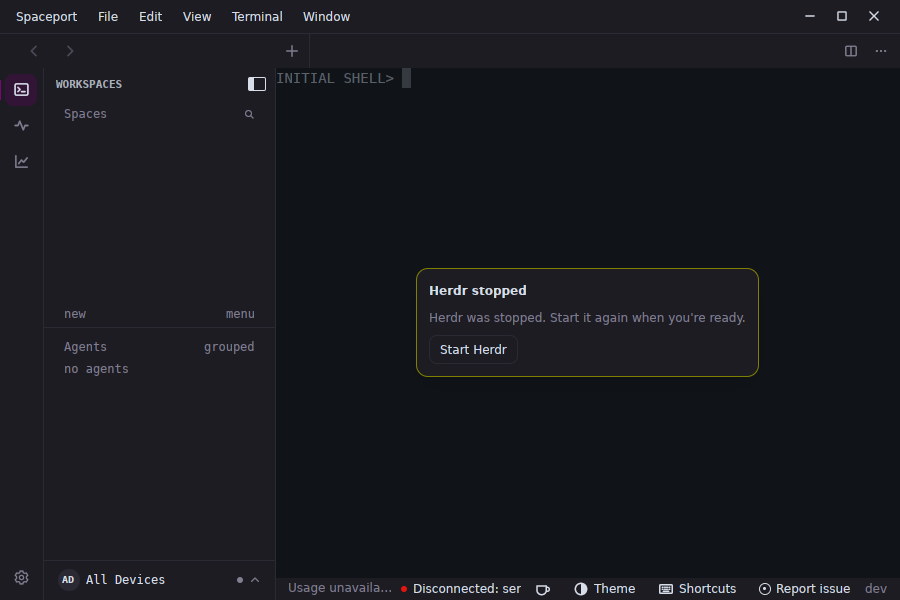 Spaceport File Edit View Terminal Window
WORKSPACES
Spaces
INITIAL SHELL>
Herdr stopped
Herdr was stopped. Start it again when you're ready.
Start Herdr
new menu
Agents grouped
no agents
AD All Devices
Usage unavaila... Disconnected: ser Theme Shortcuts Report issue dev